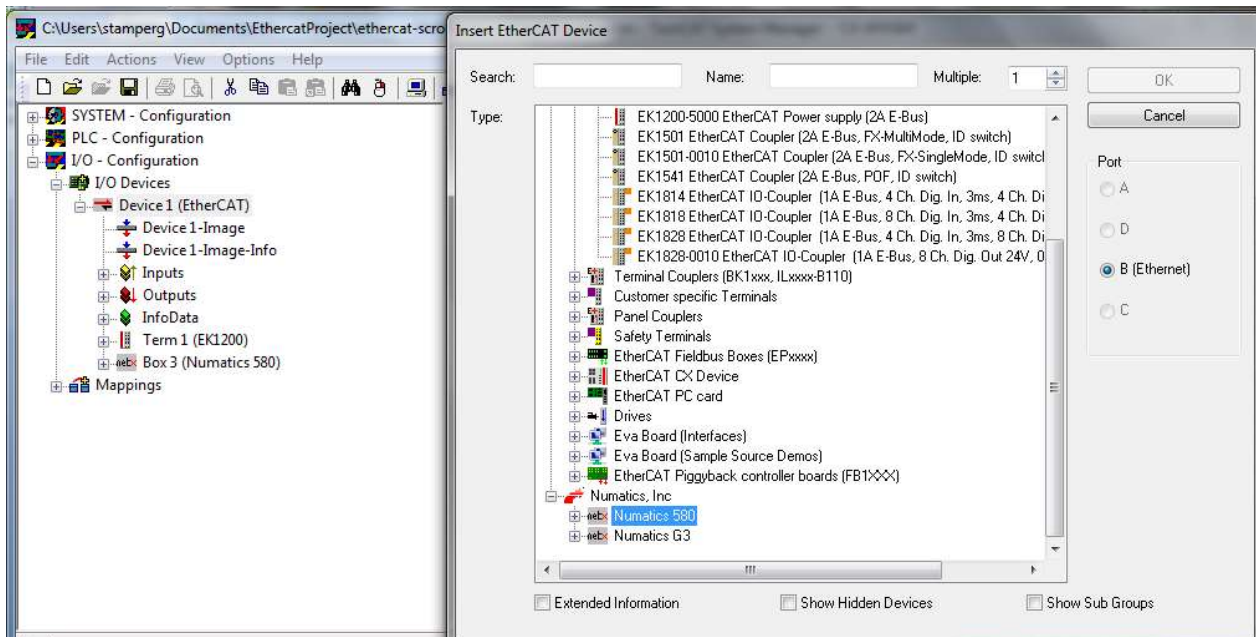 C:\Users\stamperg\Documents\EthercatProject\ethercat-scro
File Edit Actions View Options Help
SYSTEM - Configuration
PLC - Configuration
I/O - Configuration
I/O Devices
Device 1 (EtherCAT)
Device 1-Image
Device 1-Image-Info
Inputs
Outputs
InfoData
Term 1 (EK1200)
Box 3 (Numatics 580)
Mappings
Insert EtherCAT Device
Search: Name: Multiple: 1 OK
Type: Cancel
EK1200-5000 EtherCAT Power supply (2A E-Bus)
EK1501 EtherCAT Coupler (2A E-Bus, FX-MultiMode, ID switch)
EK1501-0010 EtherCAT Coupler (2A E-Bus, FX-SingleMode, ID switcl
EK1541 EtherCAT Coupler (2A E-Bus, POF, ID switch)
EK1814 EtherCAT IO-Coupler (1A E-Bus, 4 Ch. Dig. In, 3ms, 4 Ch. Di
EK1818 EtherCAT IO-Coupler (1A E-Bus, 8 Ch. Dig. In, 3ms, 4 Ch. Di
EK1828 EtherCAT IO-Coupler (1A E-Bus, 4 Ch. Dig. In, 3ms, 8 Ch. Di
EK1828-0010 EtherCAT IO-Coupler (1A E-Bus, 8 Ch. Dig. Out 24V, 0
Terminal Couplers (BK1xxx, ILxxxx-B110)
Customer specific Terminals
Panel Couplers
Safety Terminals
EtherCAT Fieldbus Boxes (EPxxxx)
EtherCAT CX Device
EtherCAT PC card
Drives
Eva Board (Interfaces)
Eva Board (Sample Source Demos)
EtherCAT Piggyback controller boards (FB1XXX)
Numatics, Inc
Numatics 580
Numatics G3
Port
A
D
B (Ethernet)
C
Extended Information Show Hidden Devices Show Sub Groups